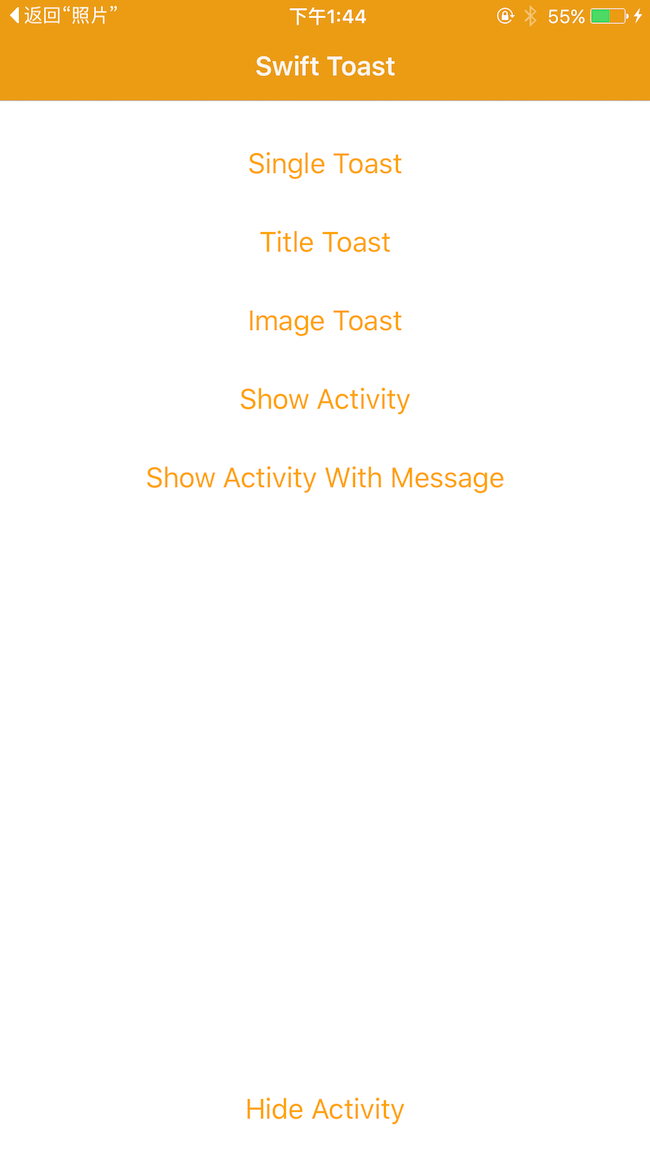 返回“照片” 下午1:44 55%
Swift Toast
Single Toast
Title Toast
Image Toast
Show Activity
Show Activity With Message
Hide Activity